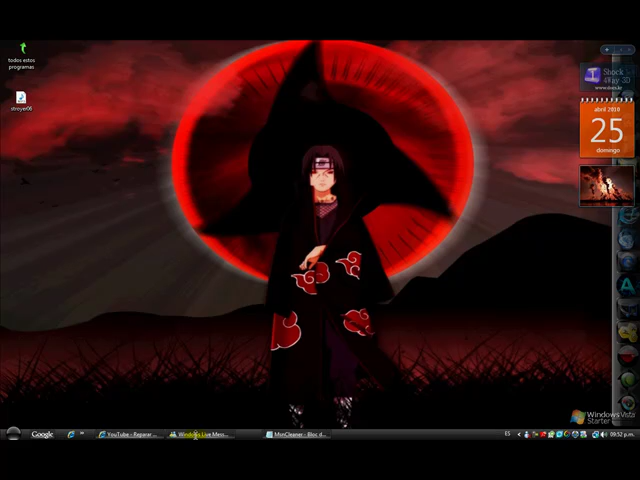 todos estos
programas
stroyer06
Shock
4Way 3D
abril 2010
25
domingo
Windows Vista
Starter
Google
YouTube - Reparar ...
Windows Live Mess...
MsnCleaner - Bloc d...
ES
09:52 p.m.